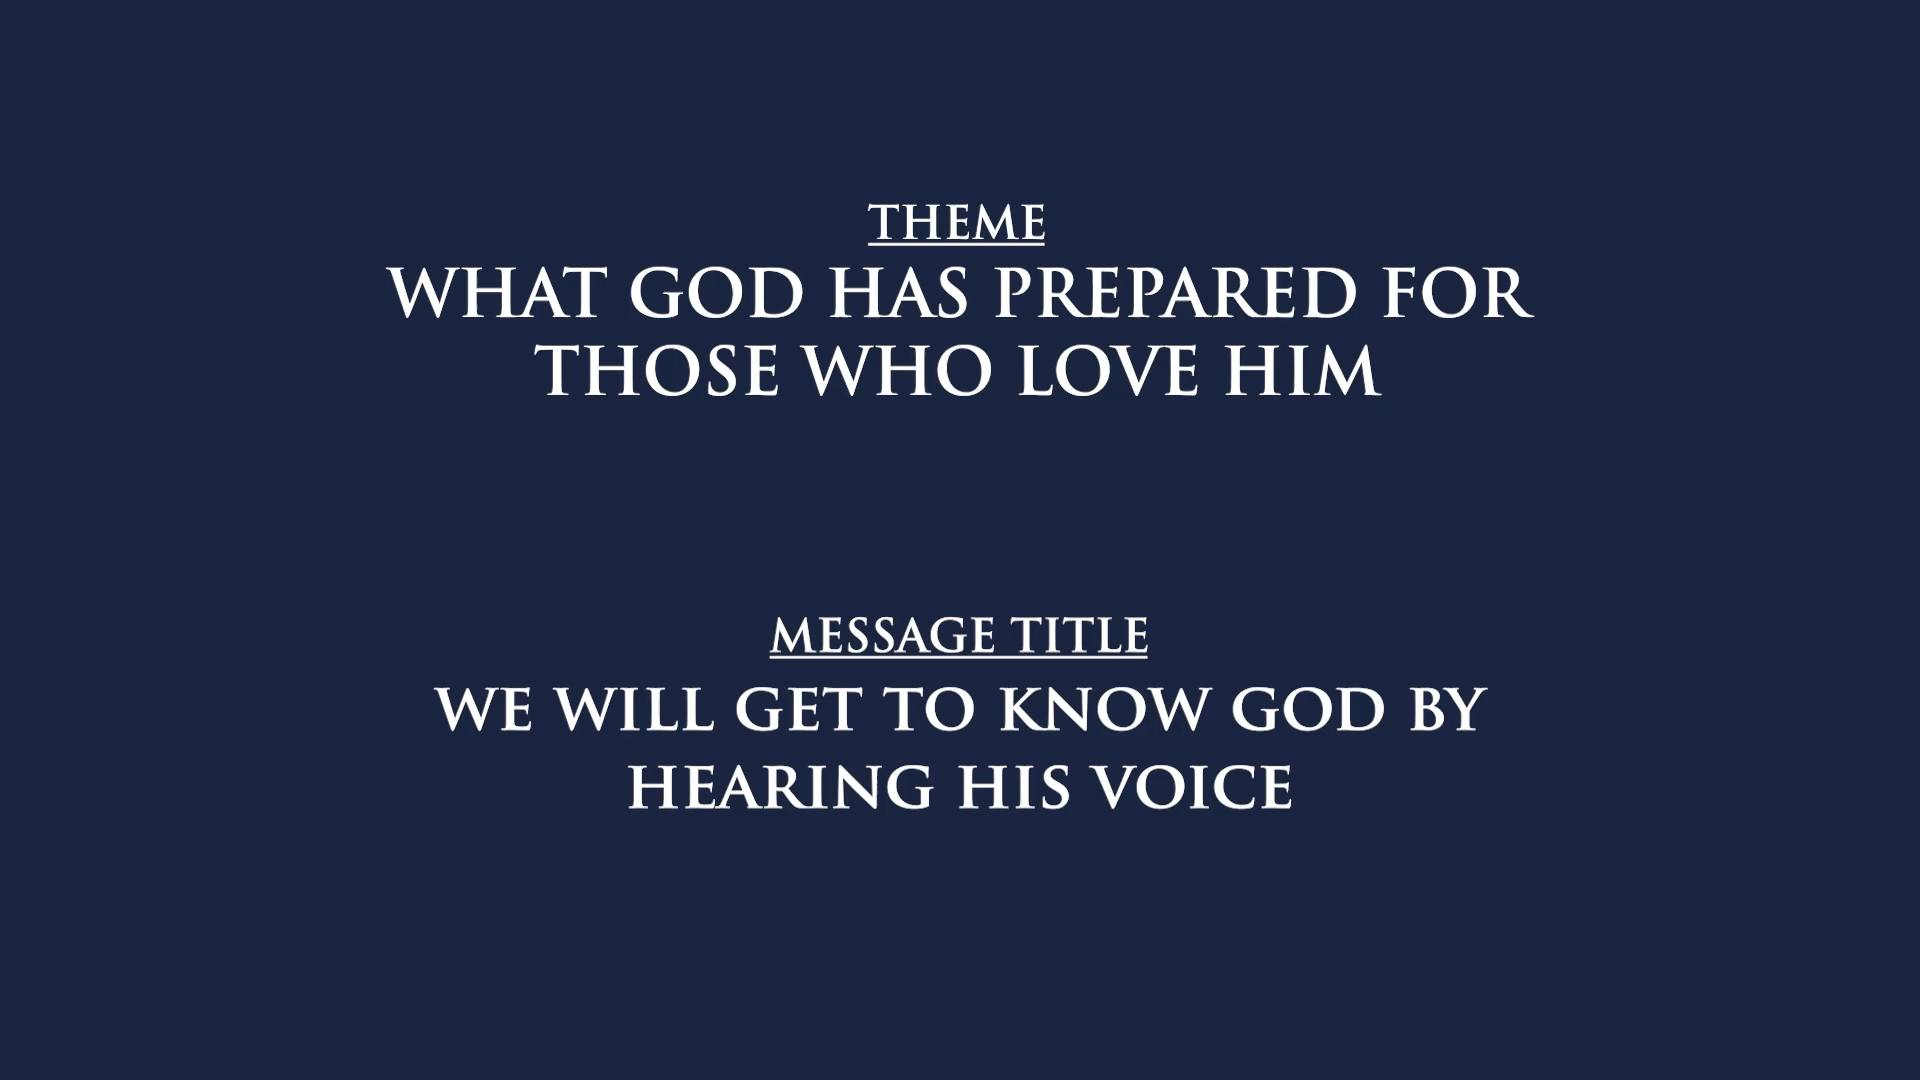 THEME
WHAT GOD HAS PREPARED FOR
THOSE WHO LOVE HIM
MESSAGE TITLE
WE WILL GET TO KNOW GOD BY
HEARING HIS VOICE